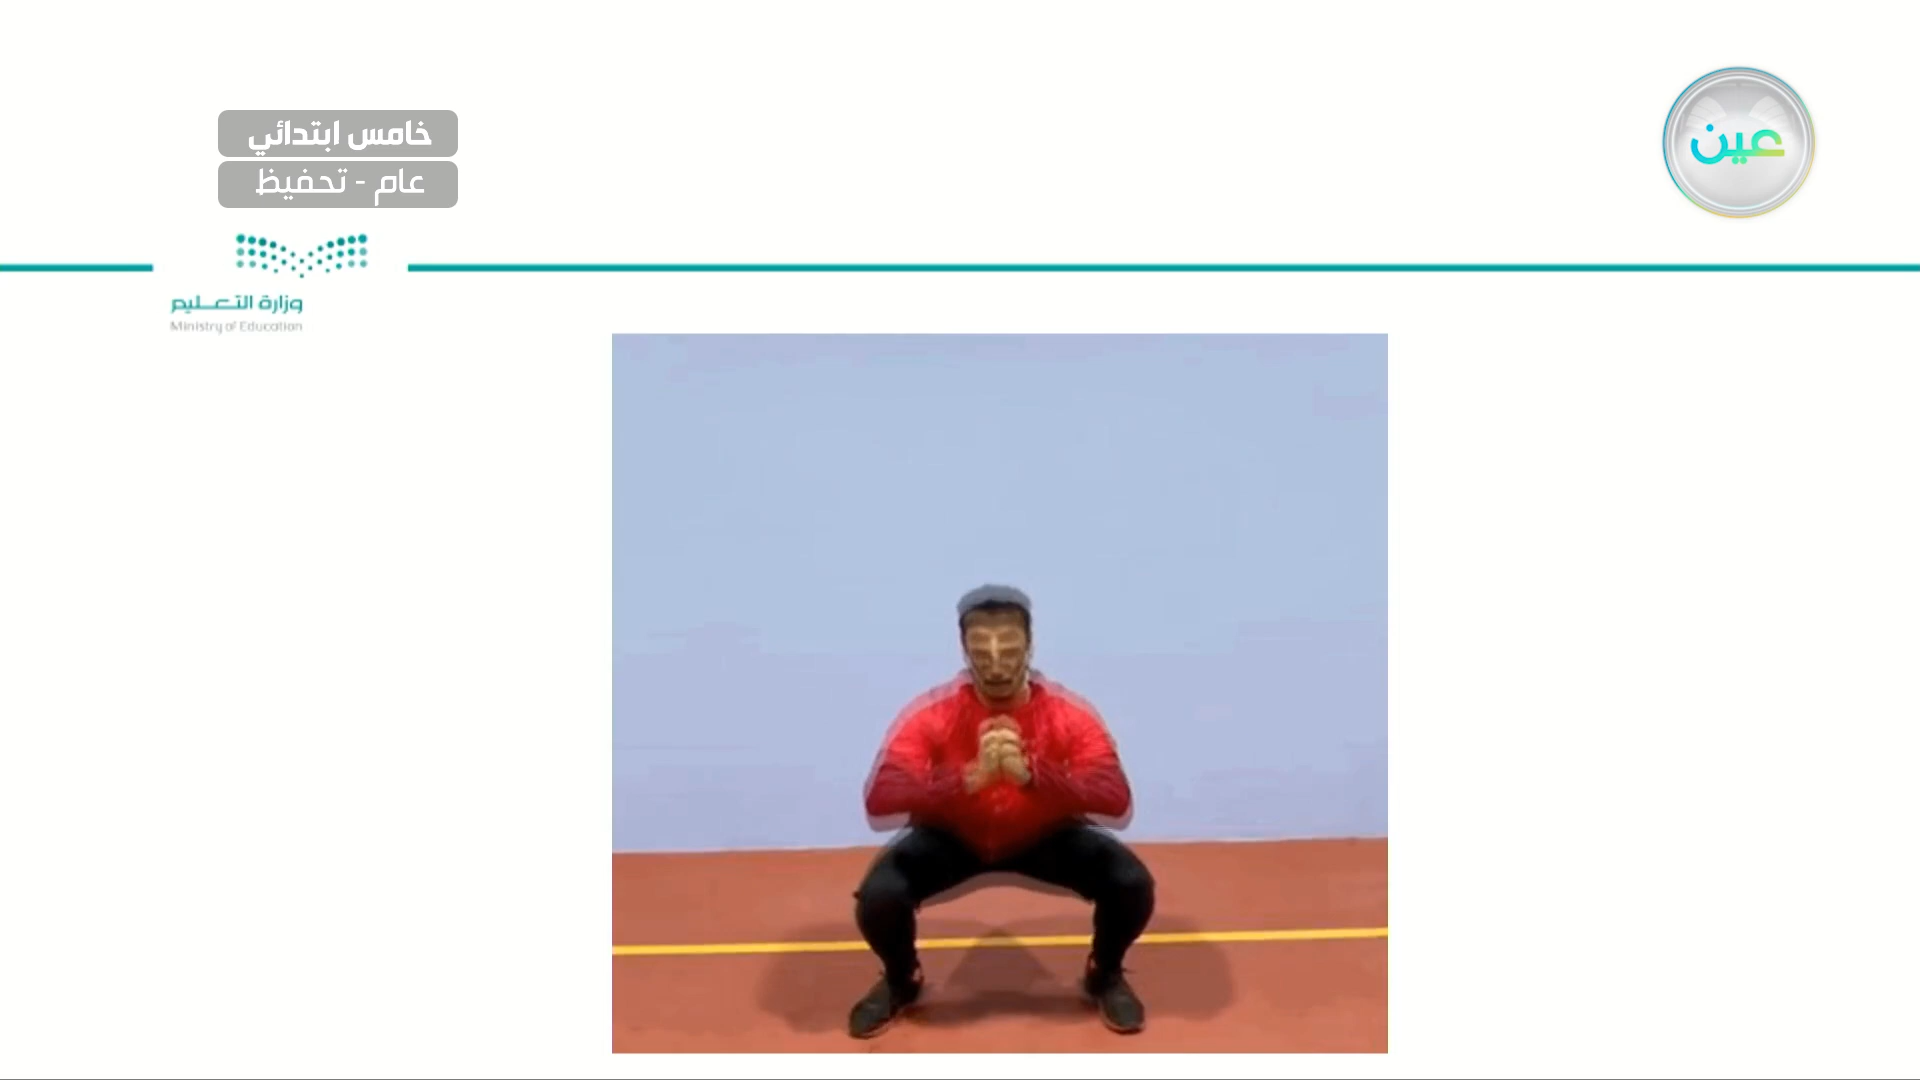 خامس ابتدائي
عام - تحفيظ
عين
وزارة التعليم
Ministry of Education